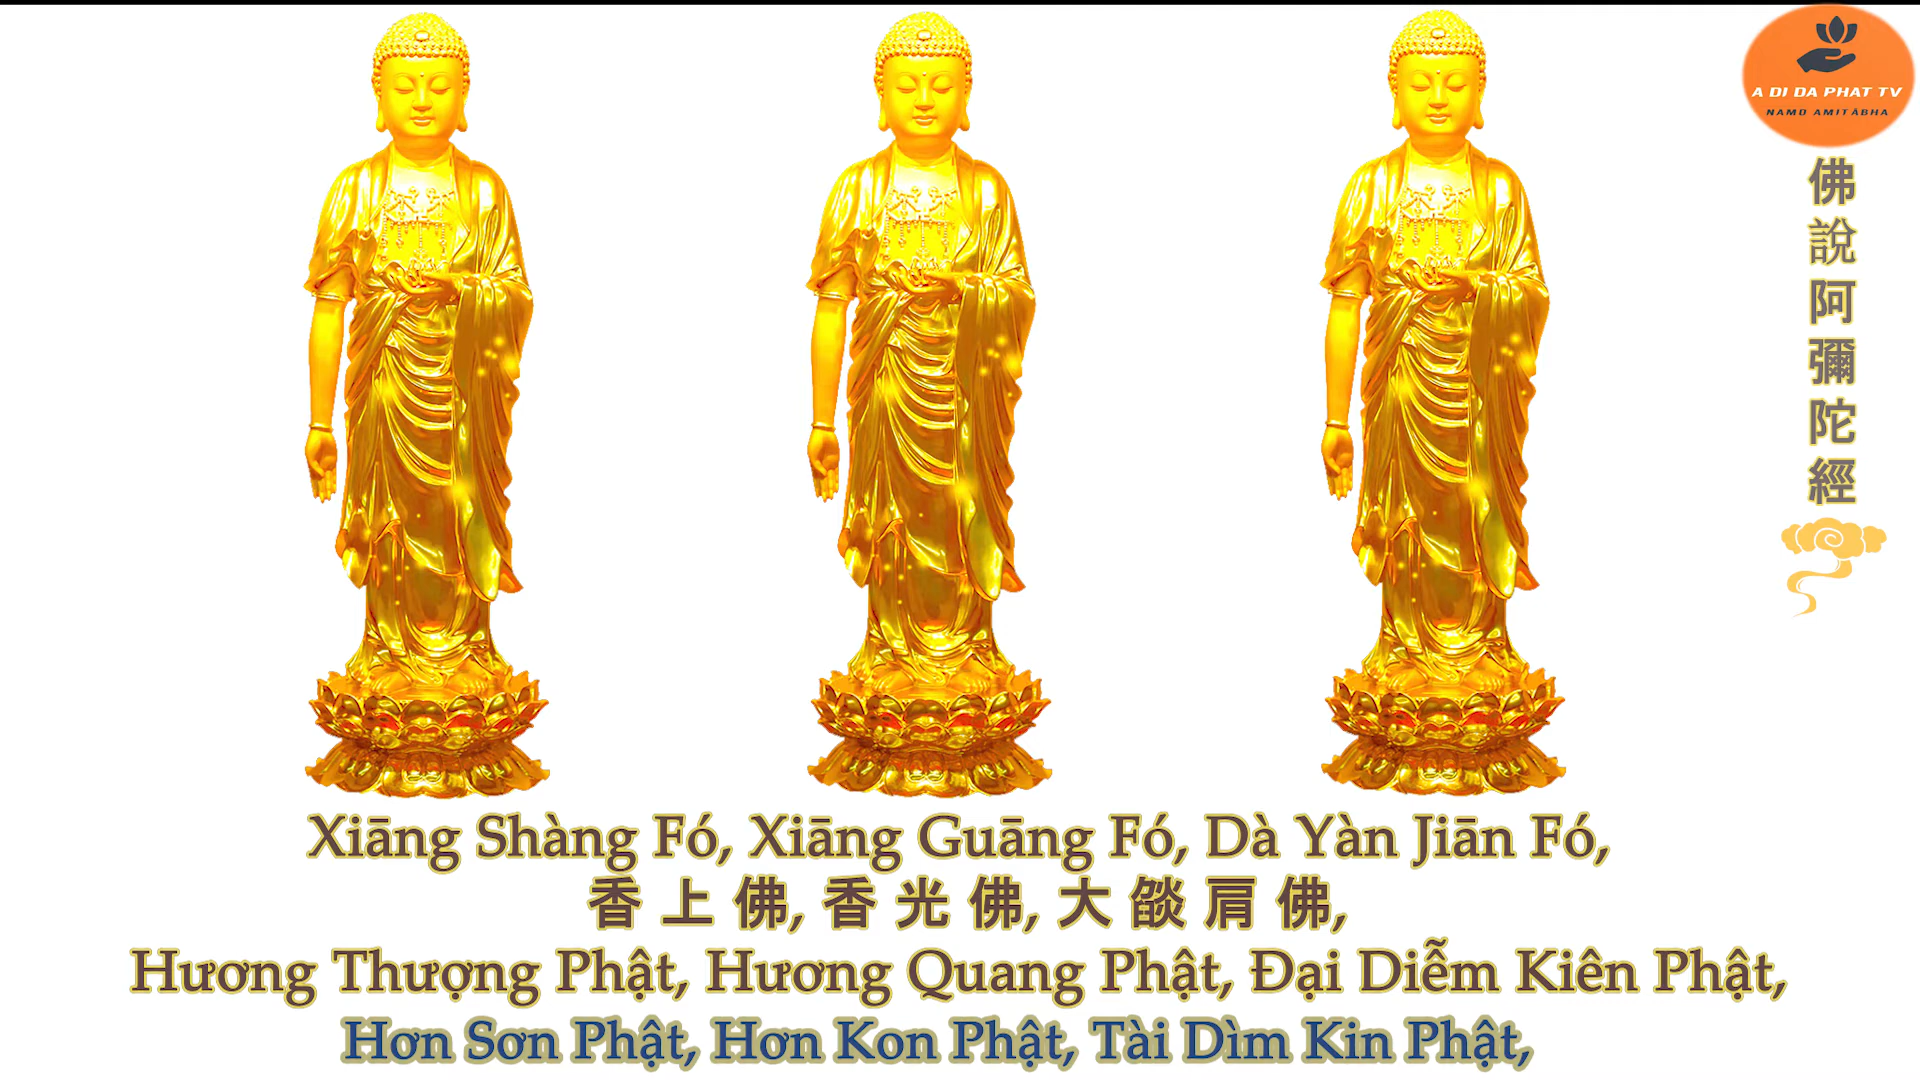 A DI DA PHAT TV
NAMO AMITÁBHA
佛說阿彌陀經
Xiāng Shàng Fó, Xiāng Guāng Fó, Dà Yàn Jiān Fó,
香 上 佛, 香 光 佛, 大 燄 肩 佛,
Hương Thượng Phật, Hương Quang Phật, Đại Diễm Kiên Phật,
Hơn Sơn Phật, Hơn Kon Phật, Tài Dìm Kin Phật,